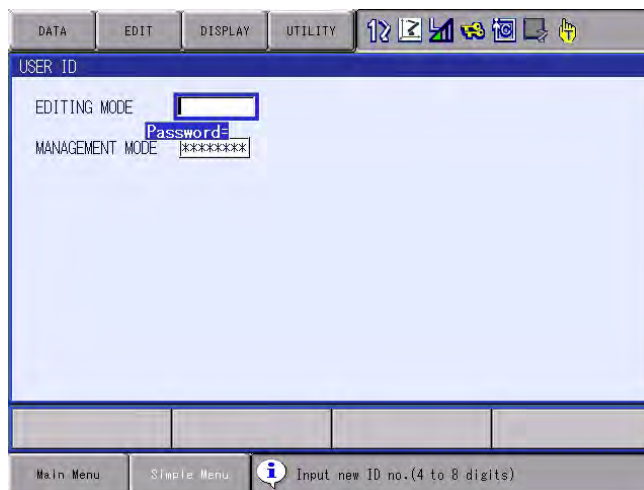 DATA EDIT DISPLAY UTILITY
USER ID
EDITING MODE
Password=
MANAGEMENT MODE ********
Main Menu Simple Menu Input new ID no.(4 to 8 digits)